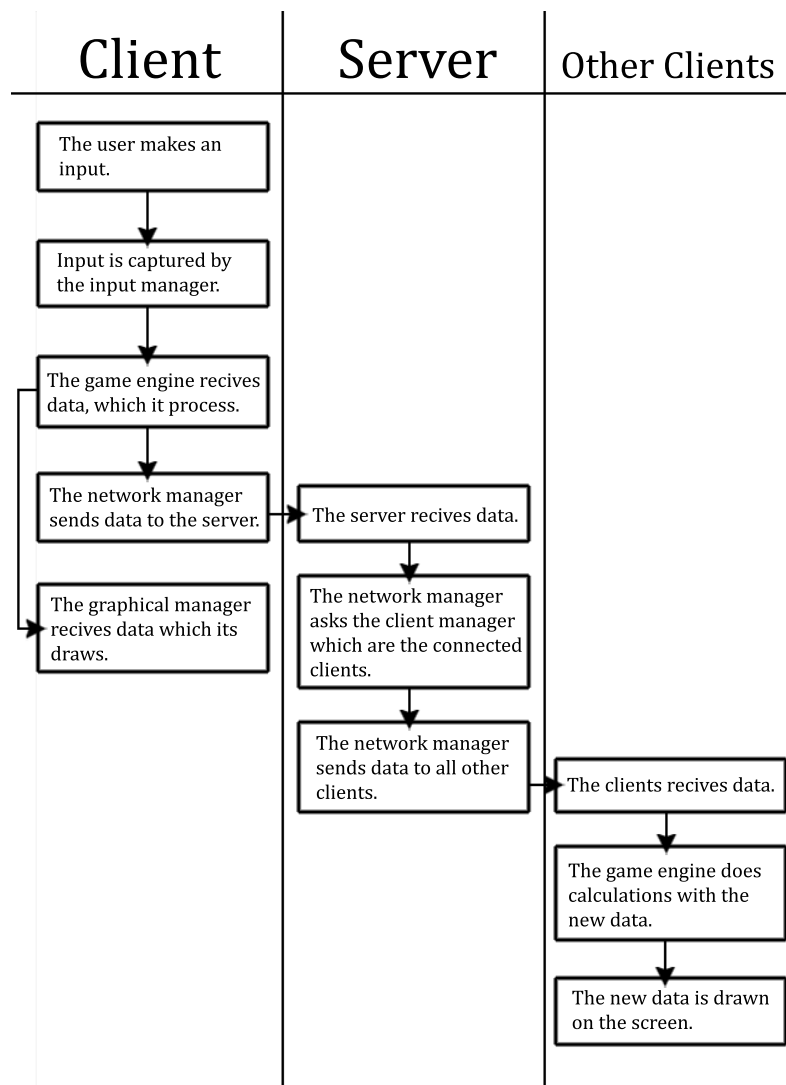 Client
Server
Other Clients
The user makes an
input.
Input is captured by
the input manager.
The game engine recives
data, which it process.
The network manager
sends data to the server.
The graphical manager
recives data which its
draws.
The server recives data.
The network manager
asks the client manager
which are the connected
clients.
The network manager
sends data to all other
clients.
The clients recives data.
The game engine does
calculations with the
new data.
The new data is drawn
on the screen.